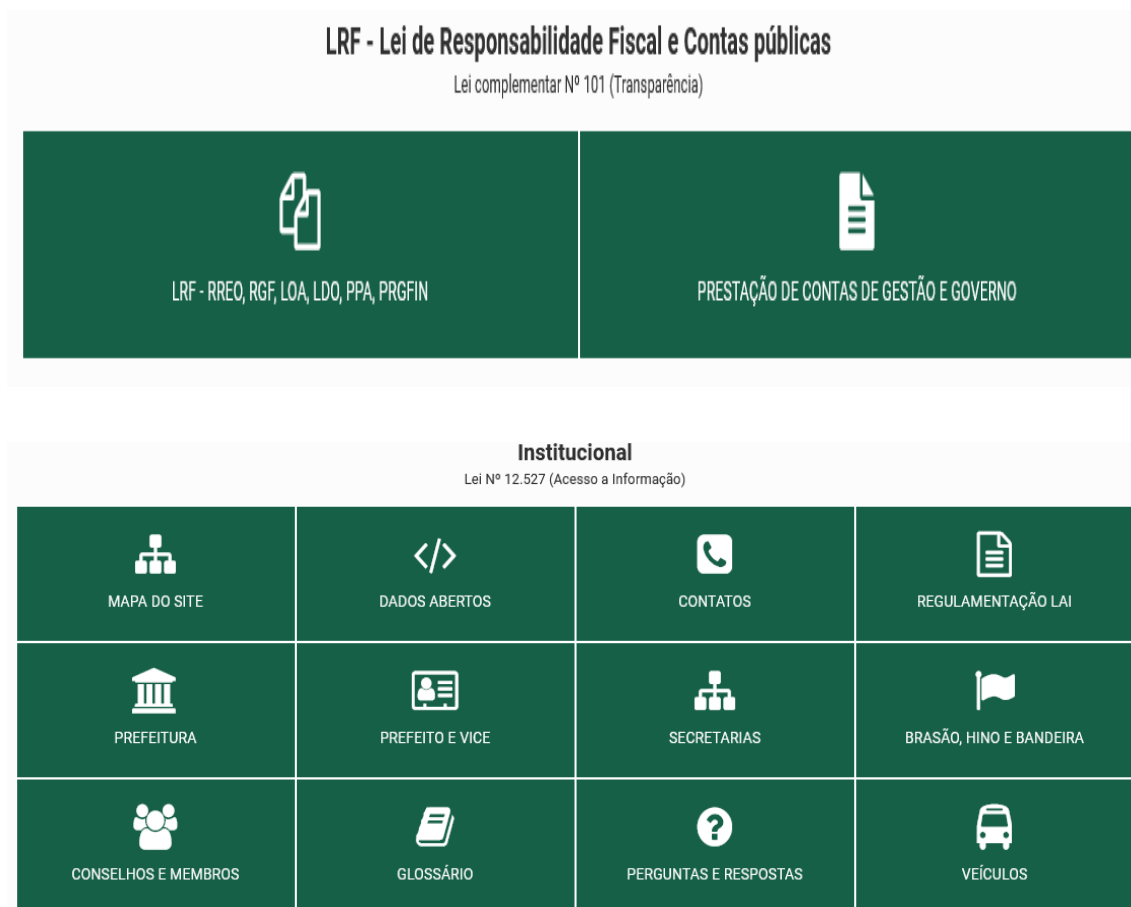 LRF - Lei de Responsabilidade Fiscal e Contas públicas
Lei complementar Nº 101 (Transparência)
LRF - RREO, RGF, LOA, LDO, PPA, PRGFIN
PRESTAÇÃO DE CONTAS DE GESTÃO E GOVERNO
Institucional
Lei Nº 12.527 (Acesso a Informação)
MAPA DO SITE
DADOS ABERTOS
CONTATOS
REGULAMENTAÇÃO LAI
PREFEITURA
PREFEITO E VICE
SECRETARIAS
BRASÃO, HINO E BANDEIRA
CONSELHOS E MEMBROS
GLOSSÁRIO
PERGUNTAS E RESPOSTAS
VEÍCULOS